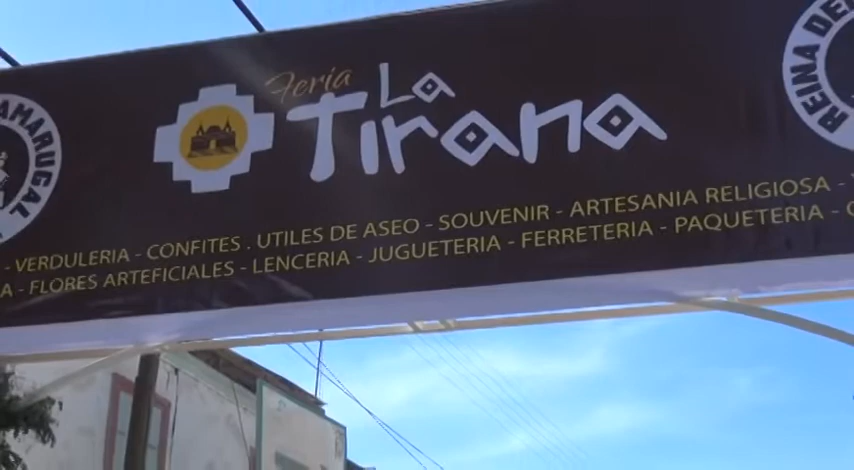 Feria
La
Tirana
AMARUGAL
REINA DE
VERDULERIA - CONFITES . UTILES DE ASEO - SOUVENIR - ARTESANIA RELIGIOSA -
- FLORES ARTIFICIALES - LENCERIA - JUGUETERIA - FERRETERIA - PAQUETERIA -